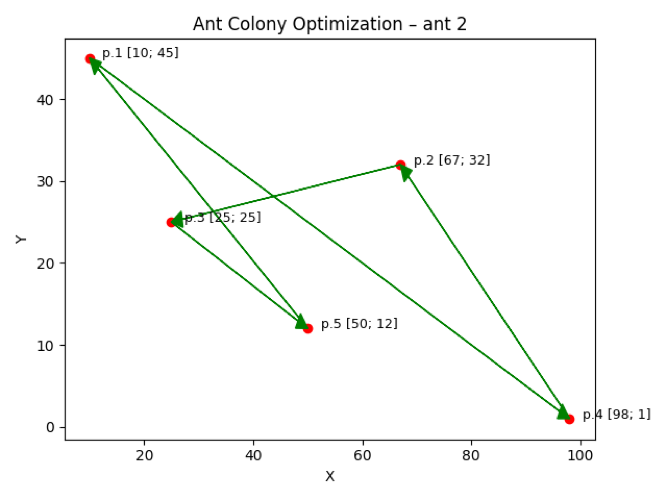 Ant Colony Optimization – ant 2
p.1 [10; 45]
p.2 [67; 32]
p.3 [25; 25]
p.5 [50; 12]
p.4 [98; 1]
Y
40
30
20
10
0
20
40
60
80
100
X